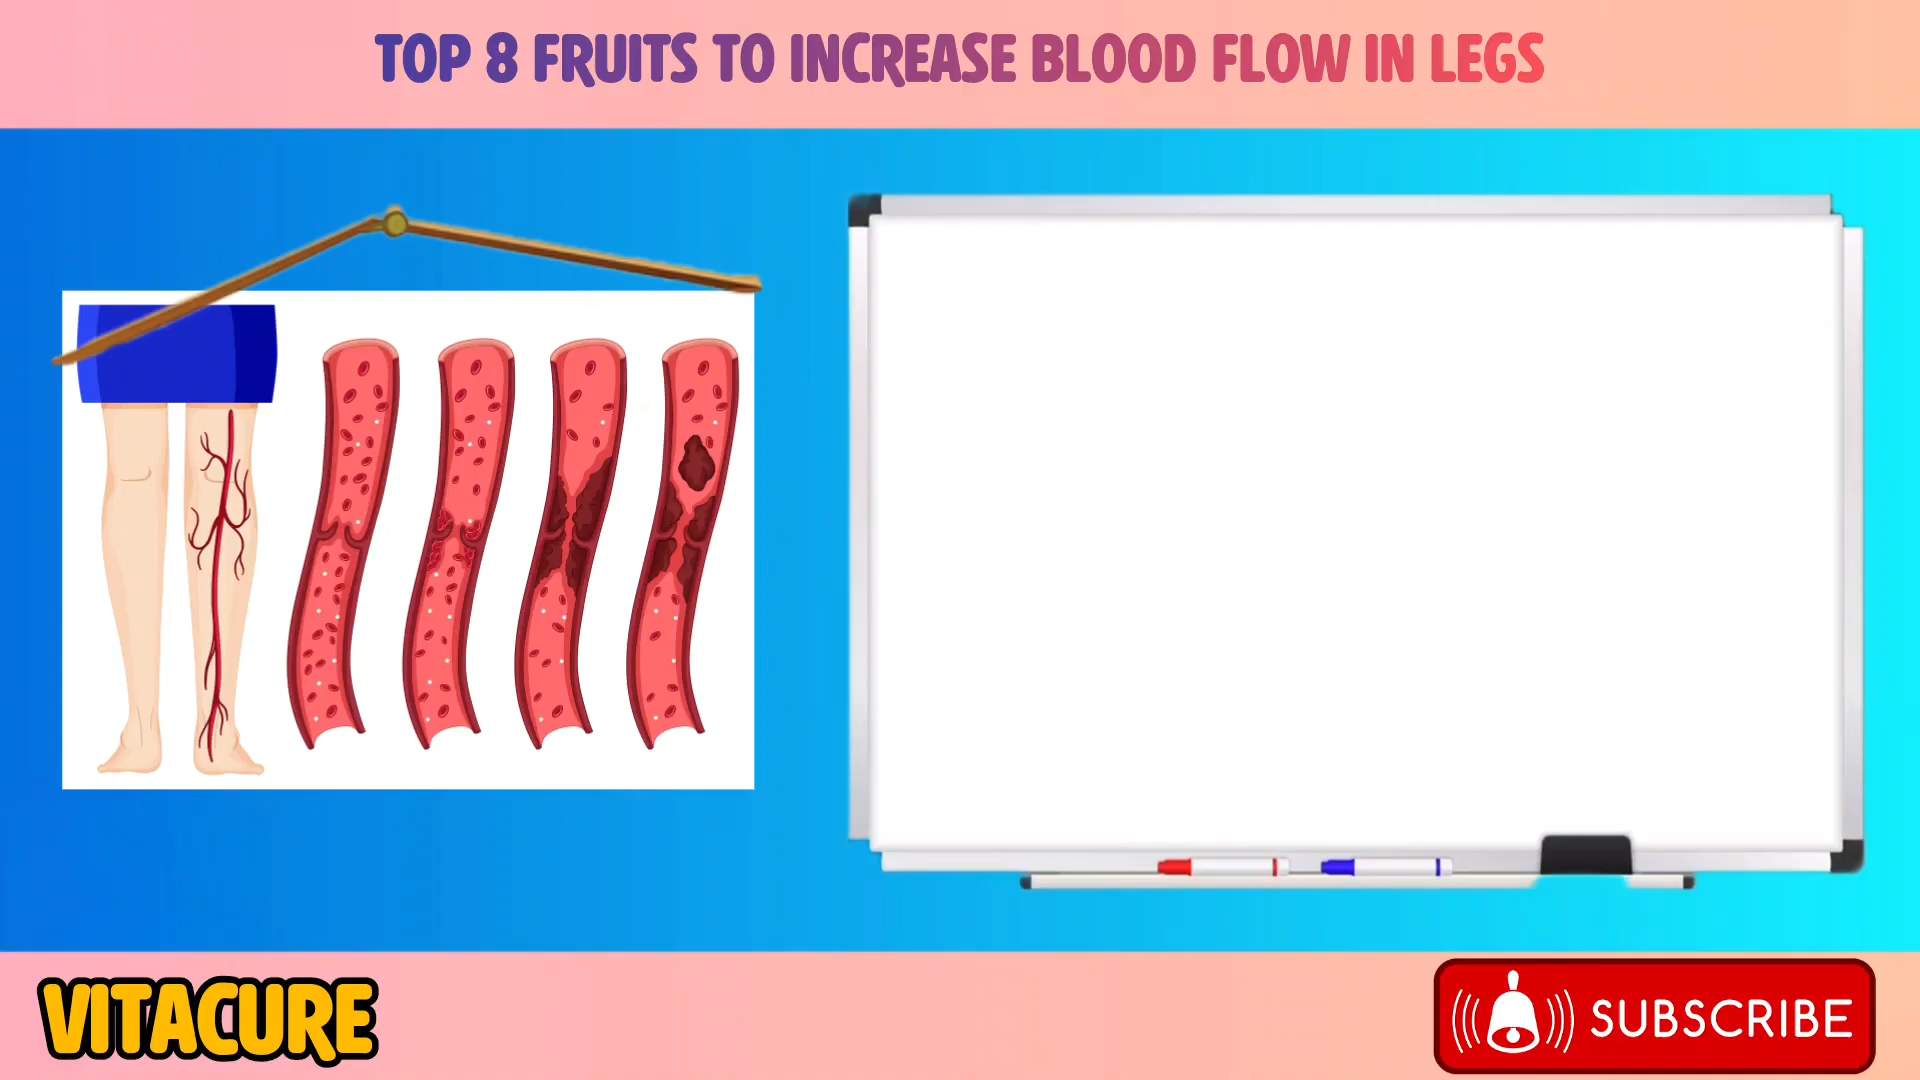 TOP 8 FRUITS TO INCREASE BLOOD FLOW IN LEGS
VITACURE
SUBSCRIBE